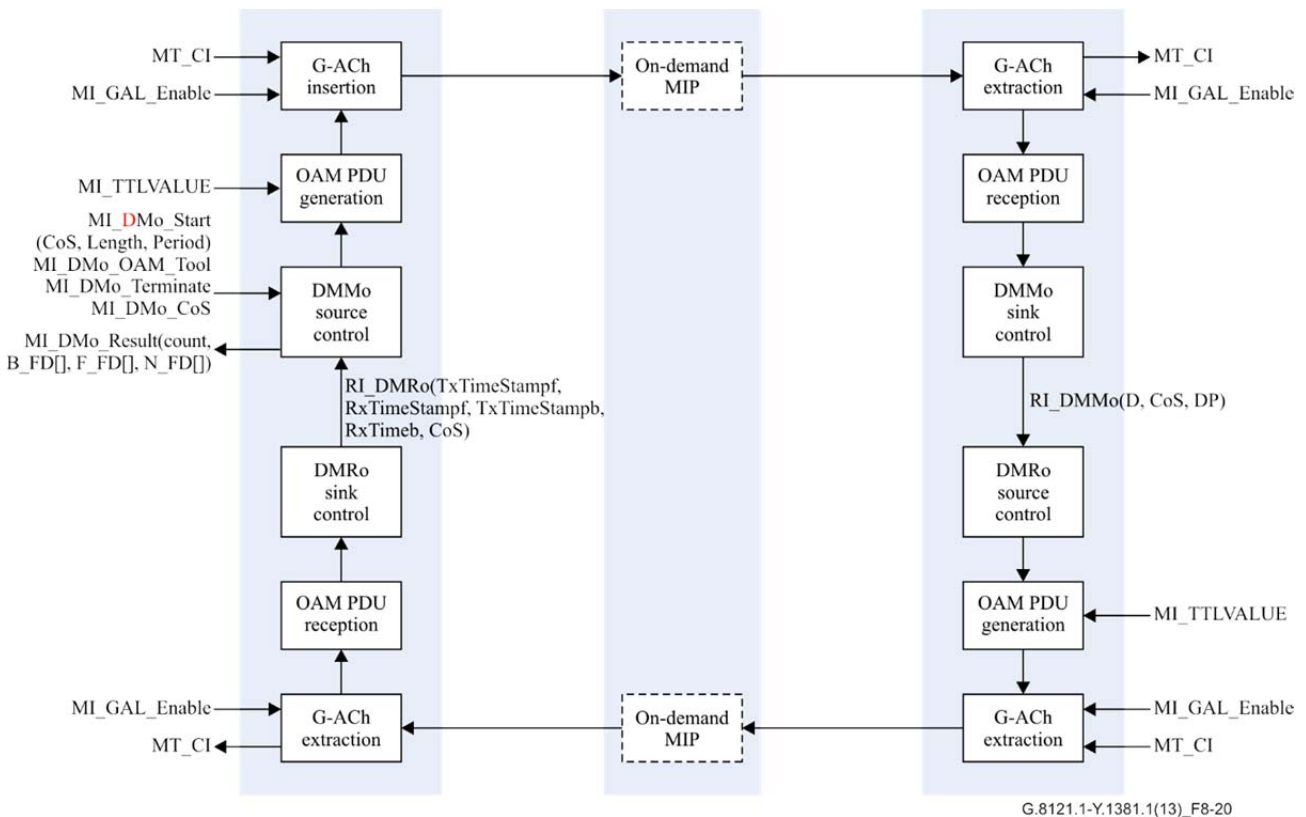 MT_CI
MI_GAL_Enable
G-ACh
insertion
On-demand
MIP
G-ACh
extraction
MT_CI
MI_GAL_Enable
MI_TTLVALUE
OAM PDU
generation
OAM PDU
reception
MI_DMo_Start
(CoS, Length, Period)
MI_DMo_OAM_Tool
MI_DMo_Terminate
MI_DMo_CoS
DMMo
source
control
DMMo
sink
control
MI_DMo_Result(count,
B_FD[], F_FD[], N_FD[])
RI_DMRo(TxTimeStampf,
RxTimeStampf, TxTimeStampb,
RxTimeb, CoS)
RI_DMMo(D, CoS, DP)
DMRo
sink
control
DMRo
source
control
OAM PDU
reception
OAM PDU
generation
MI_TTLVALUE
MI_GAL_Enable
MT_CI
G-ACh
extraction
On-demand
MIP
G-ACh
extraction
MI_GAL_Enable
MT_CI
G.8121.1-Y.1381.1(13)_F8-20